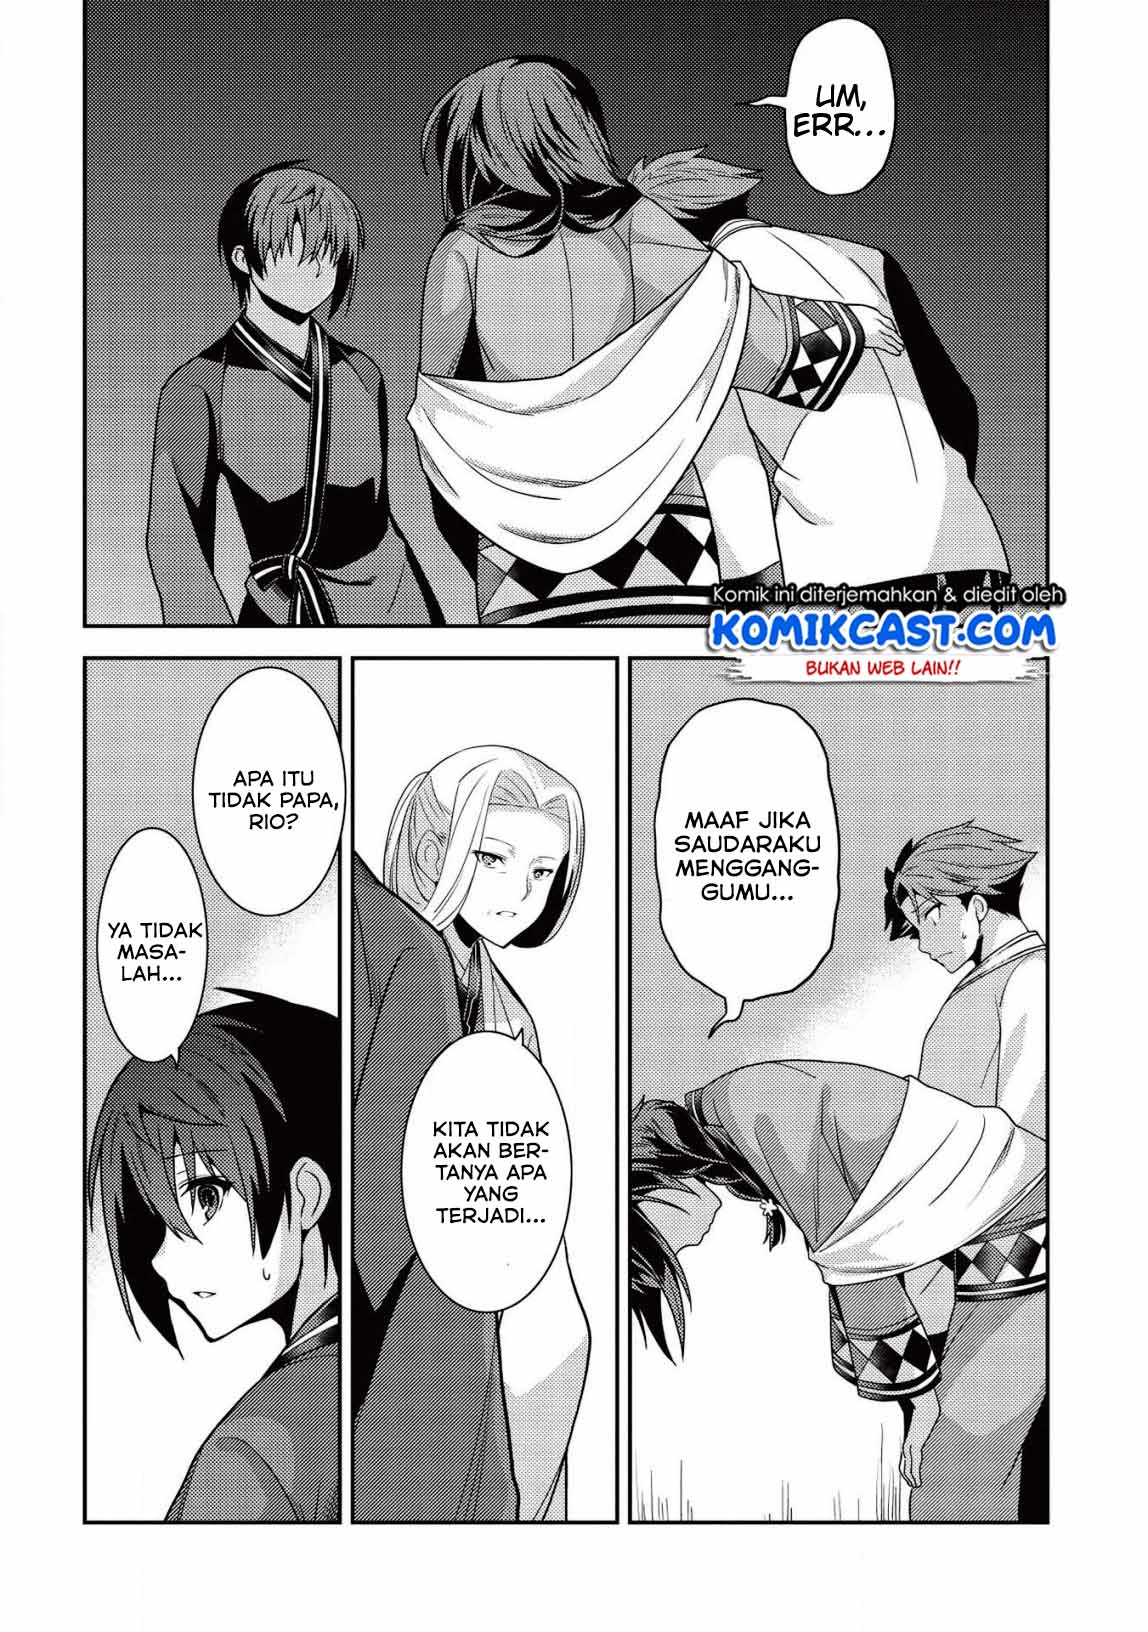 UM,
ERR...
Komik ini diterjemahkan & diedit oleh
KOMIKCAST.COM
BUKAN WEB LAIN!!
MAAF JIKA
SAUDARAKU
MENGGANG-
GUMU...
KITA TIDAK
AKAN BER-
TANYA APA
YANG
TERJADI...
APA ITU
TIDAK PAPA,
RIO?
YA TIDAK
MASA-
LAH...